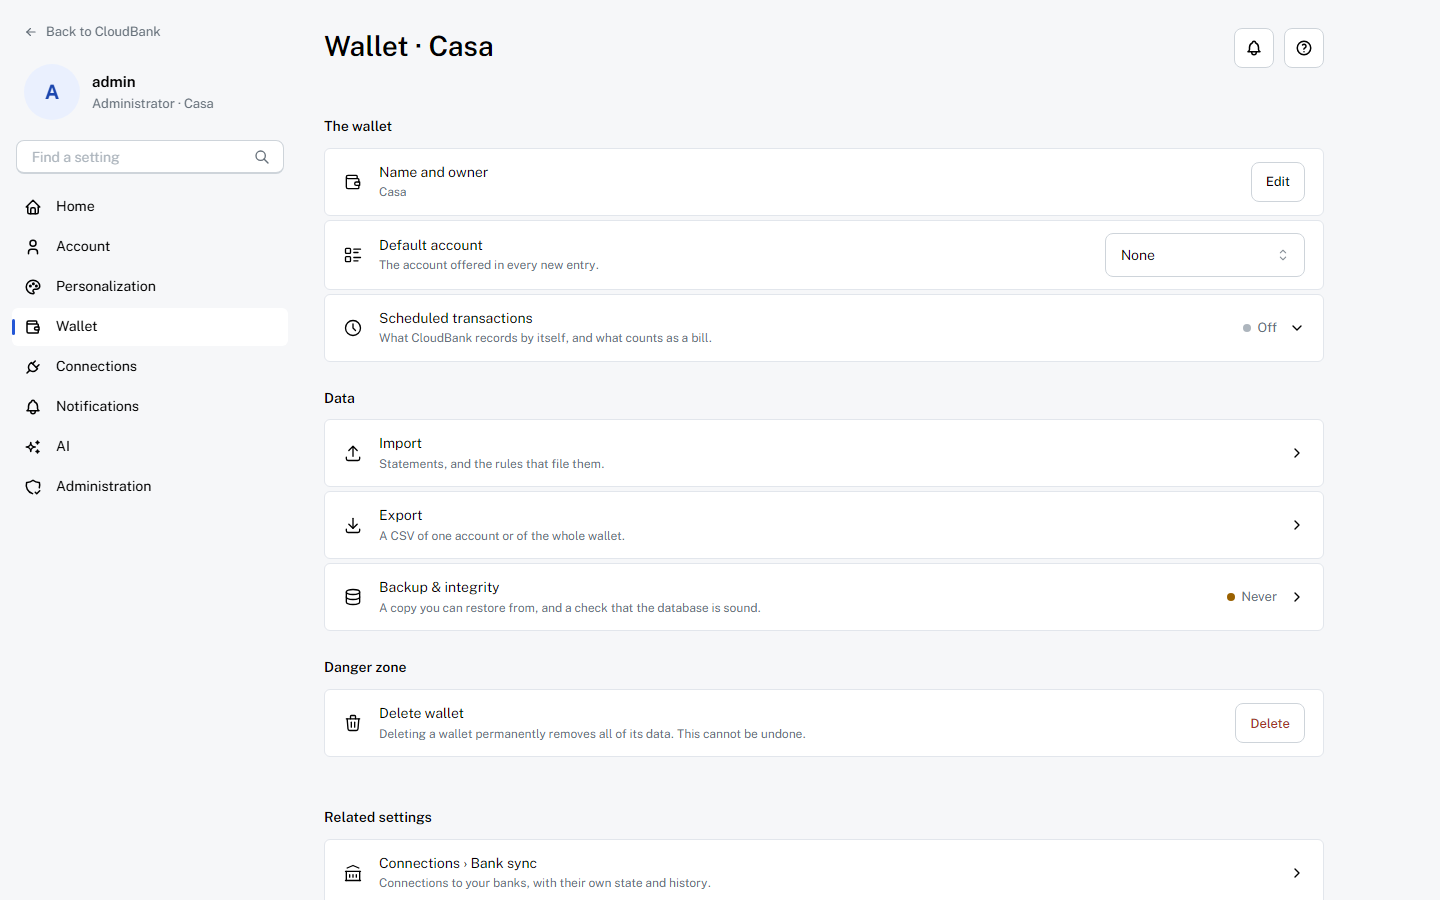 Back to CloudBank
A
admin
Administrator · Casa
Find a setting
Home
Account
Personalization
Wallet
Connections
Notifications
AI
Administration
Wallet · Casa
The wallet
Name and owner
Casa
Edit
Default account
The account offered in every new entry.
None
Scheduled transactions
What CloudBank records by itself, and what counts as a bill.
Off
Data
Import
Statements, and the rules that file them.
Export
A CSV of one account or of the whole wallet.
Backup & integrity
A copy you can restore from, and a check that the database is sound.
Never
Danger zone
Delete wallet
Deleting a wallet permanently removes all of its data. This cannot be undone.
Delete
Related settings
Connections › Bank sync
Connections to your banks, with their own state and history.